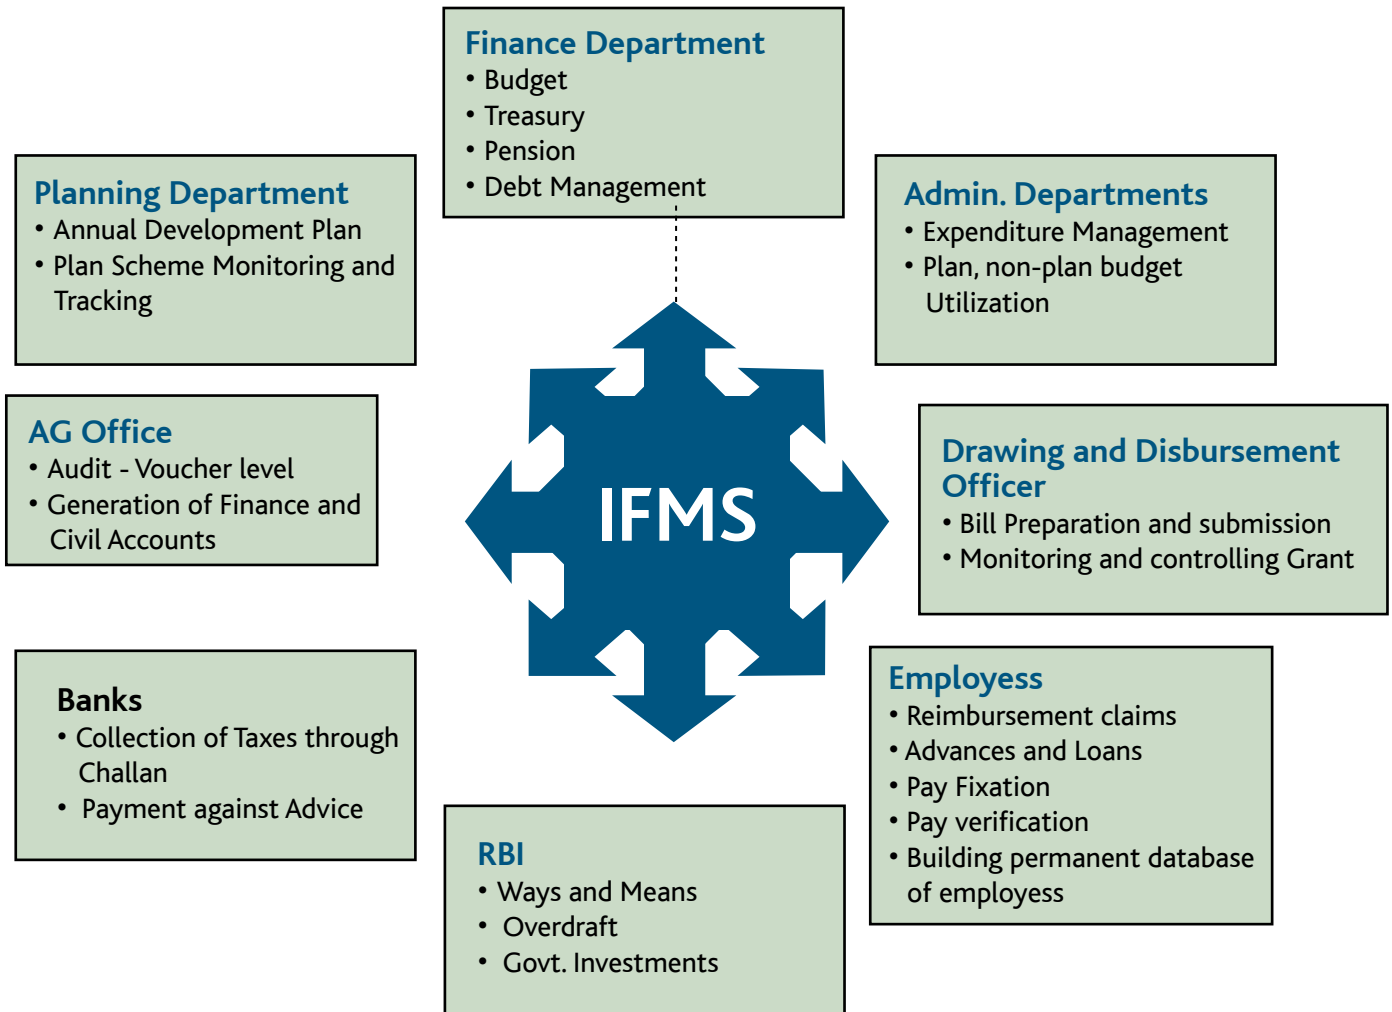 Finance Department
• Budget
• Treasury
• Pension
• Debt Management
Planning Department
• Annual Development Plan
• Plan Scheme Monitoring and
Tracking
Admin. Departments
• Expenditure Management
• Plan, non-plan budget
Utilization
AG Office
• Audit - Voucher level
• Generation of Finance and
Civil Accounts
IFMS
Drawing and Disbursement
Officer
• Bill Preparation and submission
• Monitoring and controlling Grant
Banks
• Collection of Taxes through
Challan
• Payment against Advice
Employess
• Reimbursement claims
• Advances and Loans
• Pay Fixation
• Pay verification
• Building permanent database
of employess
RBI
• Ways and Means
• Overdraft
• Govt. Investments